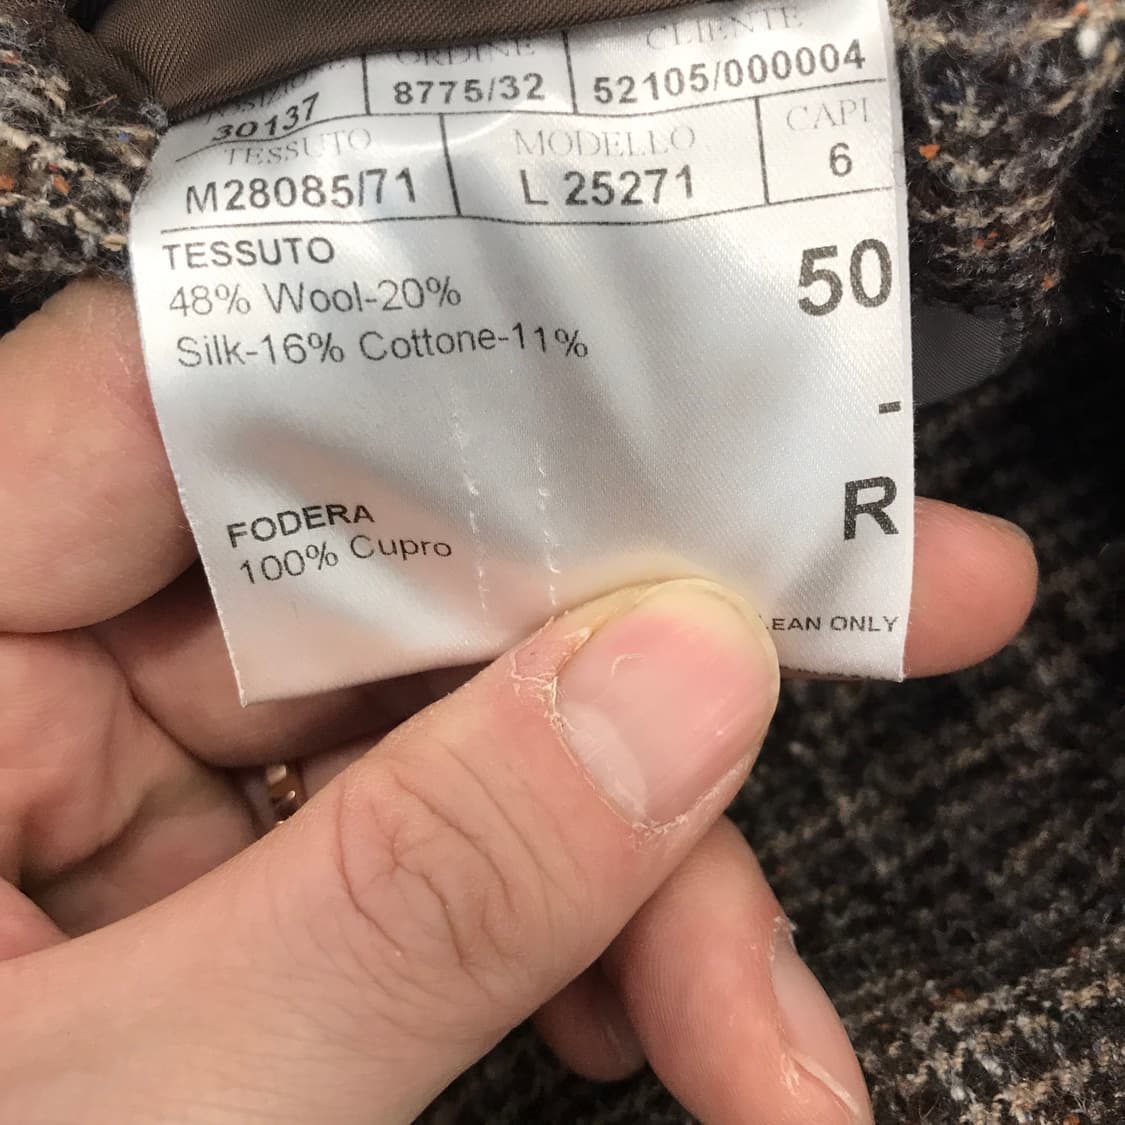 ORDINE CLIENTE
30137 8775/32 52105/000004
TESSUTO MODELLO CAPI
M28085/71 L 25271 6
TESSUTO
48% Wool-20%
Silk-16% Cottone-11%
50
-
R
FODERA
100% Cupro
EAN ONLY